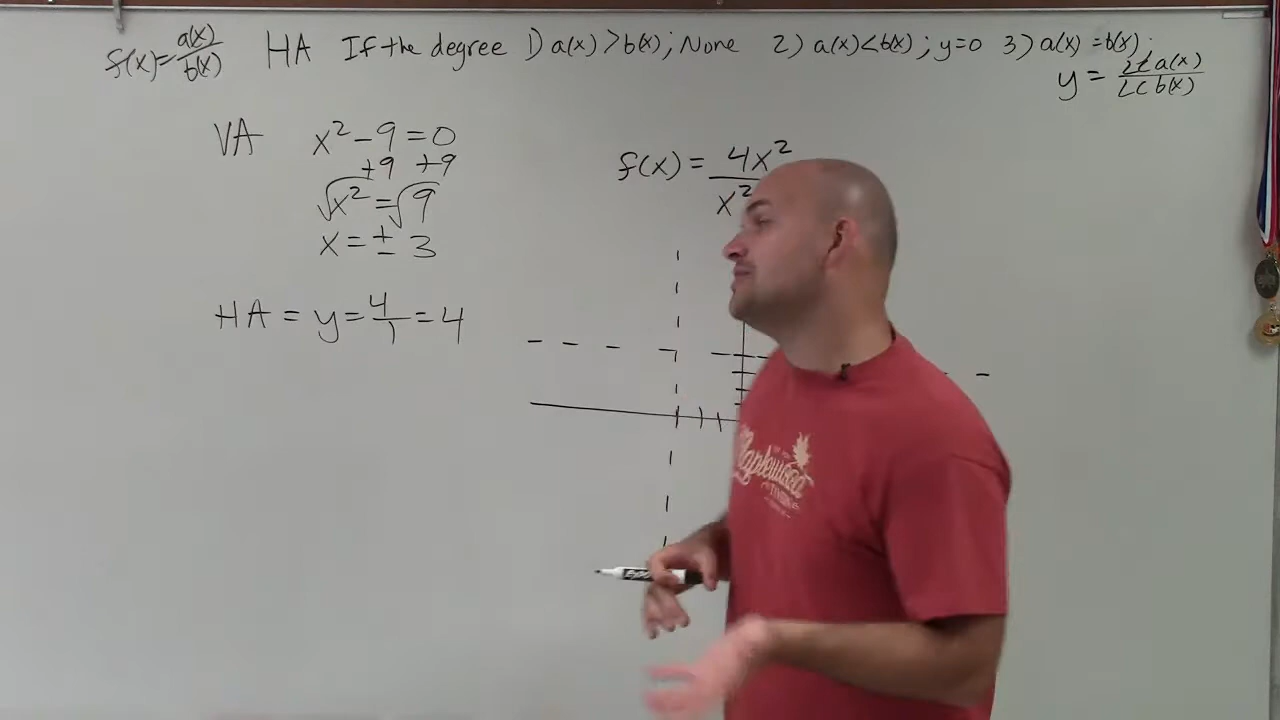 f(x)=a(x)/b(x) HA If the degree 1) a(x)>b(x); None 2) a(x)<b(x); y=0 3) a(x)=b(x);
y = LC a(x)/LC b(x)
VA x²-9=0
+9 +9
√x²=√9
x=±3
HA = y=4/1=4
f(x)= 4x²/x²